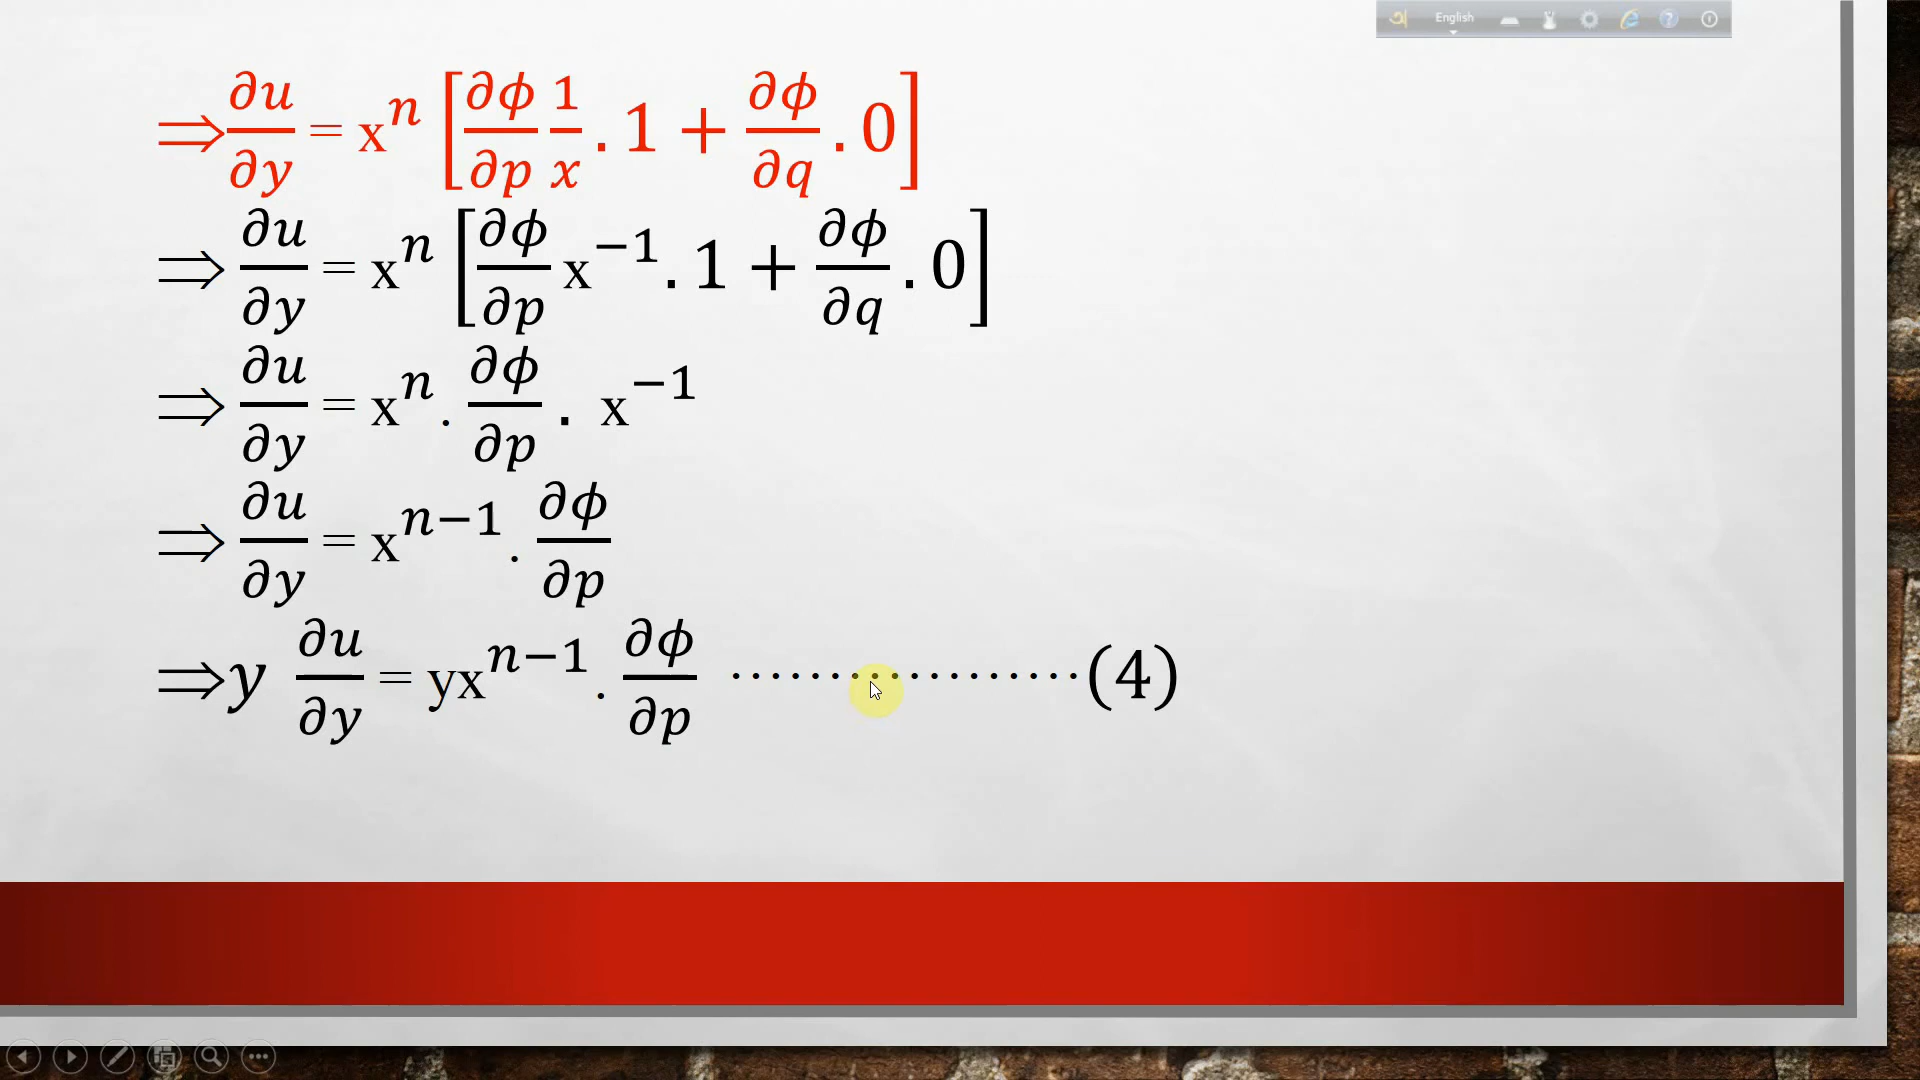 English
⇒∂u/∂y = xⁿ [∂ϕ/∂p 1/x . 1 + ∂ϕ/∂q . 0]
⇒ ∂u/∂y = xⁿ [∂ϕ/∂p x⁻¹ . 1 + ∂ϕ/∂q . 0]
⇒ ∂u/∂y = xⁿ . ∂ϕ/∂p . x⁻¹
⇒ ∂u/∂y = xⁿ⁻¹ . ∂ϕ/∂p
⇒y ∂u/∂y = yxⁿ⁻¹ . ∂ϕ/∂p ··················(4)